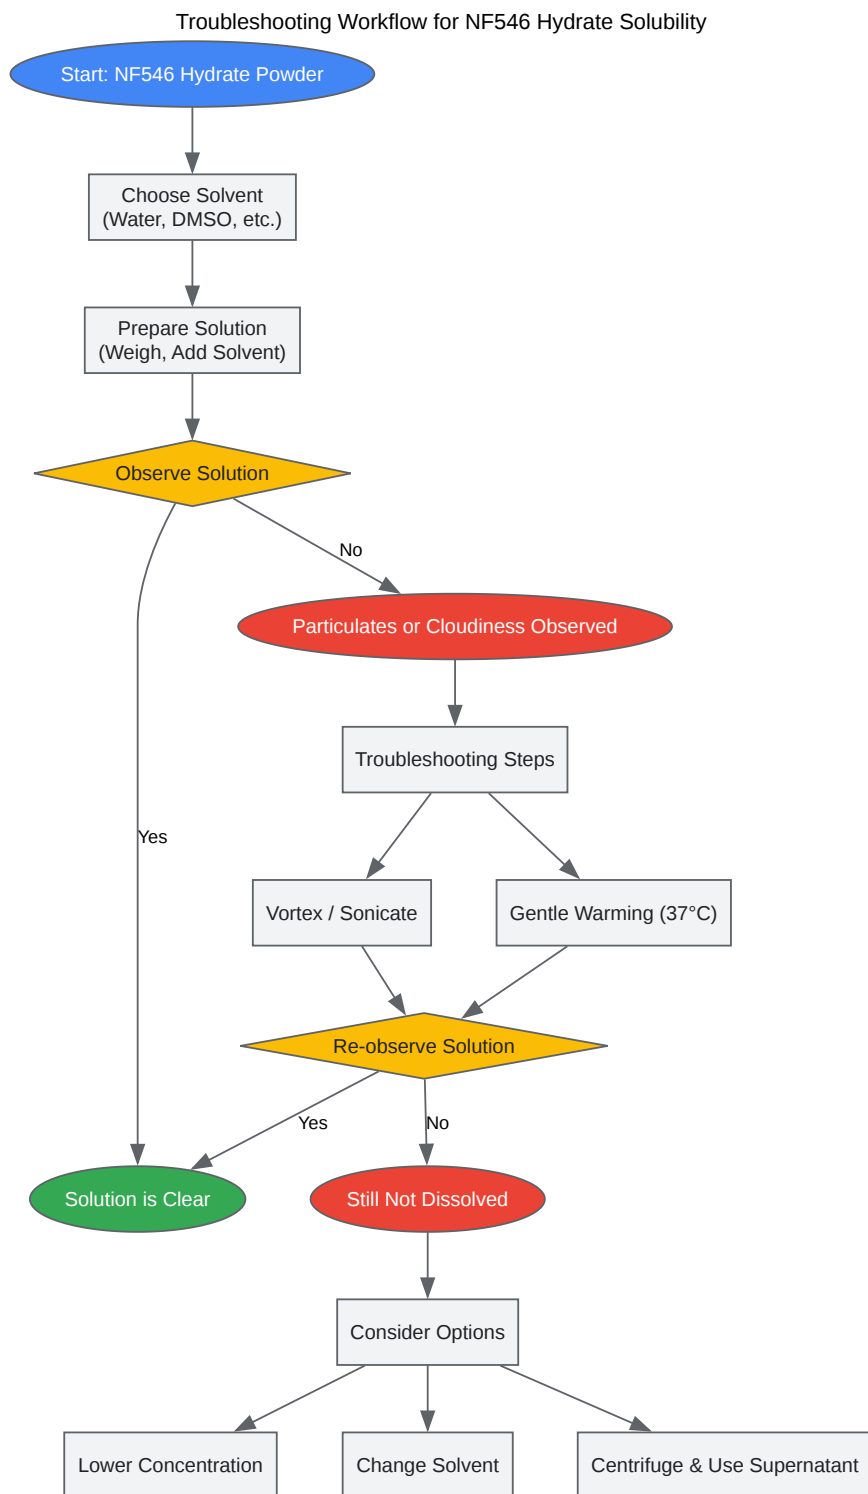 Troubleshooting Workflow for NF546 Hydrate Solubility
Start: NF546 Hydrate Powder
Choose Solvent
(Water, DMSO, etc.)
Prepare Solution
(Weigh, Add Solvent)
Observe Solution
No
Particulates or Cloudiness Observed
Troubleshooting Steps
Yes
Vortex / Sonicate
Gentle Warming (37°C)
Re-observe Solution
Yes
No
Solution is Clear
Still Not Dissolved
Consider Options
Lower Concentration
Change Solvent
Centrifuge & Use Supernatant